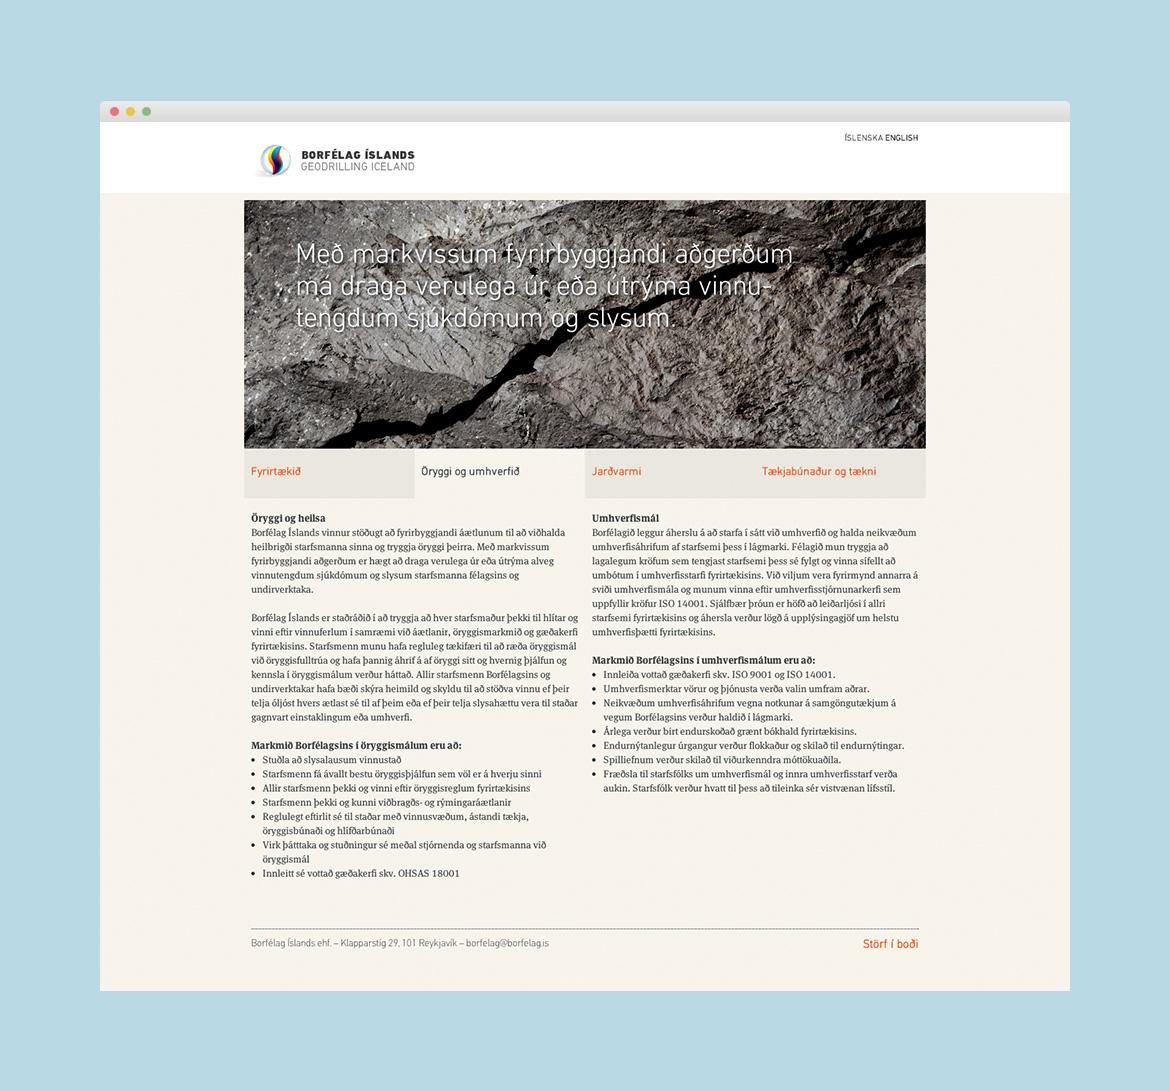 ÍSLENSKA ENGLISH
BORFÉLAG ÍSLANDS
GEODRILLING ICELAND
Með markvissum fyrirbyggjandi aðgerðum
má draga verulega úr eða útrýma vinnu-
tengdum sjúkdómum og slysum.
Fyrirtækið
Öryggi og umhverfið
Jarðvarmi
Tækjabúnaður og tækni
Öryggi og heilsa
Borfélag Íslands vinnur stöðugt að fyrirbyggjandi áætlunum til að viðhalda
heilbrigði starfsmanna sinna og tryggja öryggi þeirra. Með markvissum
fyrirbyggjandi aðgerðum er hægt að draga verulega úr eða útrýma alveg
vinnutengdum sjúkdómum og slysum starfsmanna félagsins og
undirverktaka.
Borfélag Íslands er staðráðið í að tryggja að hver starfsmaður þekki til hlítar og
vinni eftir vinnuferlum í samræmi við áætlanir, öryggismarkmið og gæðakerfi
fyrirtækisins. Starfsmenn munu hafa regluleg tækifæri til að ræða öryggismál
við öryggisfulltrúa og hafa þannig áhrif á af öryggi sitt og hvernig þjálfun og
kennsla í öryggismálum verður háttað. Allir starfsmenn Borfélagsins og
undirverktakar hafa bæði skýra heimild og skyldu til að stöðva vinnu ef þeir
telja óljóst hvers ætlast sé til af þeim eða ef þeir telja slysahættu vera til staðar
gagnvart einstaklingum eða umhverfi.
Markmið Borfélagsins í öryggismálum eru að:
• Stuðla að slysalausum vinnustað
• Starfsmenn fá ávallt bestu öryggisþjálfun sem völ er á hverju sinni
• Allir starfsmenn þekki og vinni eftir öryggisreglum fyrirtækisins
• Starfsmenn þekki og kunni viðbragðs- og rýmingaráætlanir
• Reglulegt eftirlit sé til staðar með vinnusvæðum, ástandi tækja,
öryggisbúnaði og hlífðarbúnaði
• Virk þátttaka og stuðningur sé meðal stjórnenda og starfsmanna við
öryggismál
• Innleitt sé vottað gæðakerfi skv. OHSAS 18001
Umhverfismál
Borfélagið leggur áherslu á að starfa í sátt við umhverfið og halda neikvæðum
umhverfisáhrifum af starfsemi þess í lágmarki. Félagið mun tryggja að
lagalegum kröfum sem tengjast starfsemi þess sé fylgt og vinna sífellt að
umbótum í umhverfisstarfi fyrirtækisins. Við viljum vera fyrirmynd annarra á
sviði umhverfismála og munum vinna eftir umhverfisstjórnunarkerfi sem
uppfyllir kröfur ISO 14001. Sjálfbær þróun er höfð að leiðarljósi í allri
starfsemi fyrirtækisins og áhersla verður lögð á upplýsingagjöf um helstu
umhverfisþætti fyrirtækisins.
Markmið Borfélagsins í umhverfismálum eru að:
• Innleiða vottað gæðakerfi skv. ISO 9001 og ISO 14001.
• Umhverfismerktar vörur og þjónusta verða valin umfram aðrar.
• Neikvæðum umhverfisáhrifum vegna notkunar á samgöngutækjum á
vegum Borfélagsins verður haldið í lágmarki.
• Árlega verður birt endurskoðað grænt bókhald fyrirtækisins.
• Endurnýtanlegur úrgangur verður flokkaður og skilað til endurnýtingar.
• Spilliefnum verður skilað til viðurkenndra móttökuaðila.
• Fræðsla til starfsfólks um umhverfismál og innra umhverfisstarf verða
aukin. Starfsfólk verður hvatt til þess að tileinka sér vistvænan lífsstíl.
Borfélag Íslands ehf. – Klapparstíg 29, 101 Reykjavík – borfelag@borfelag.is
Störf í boði